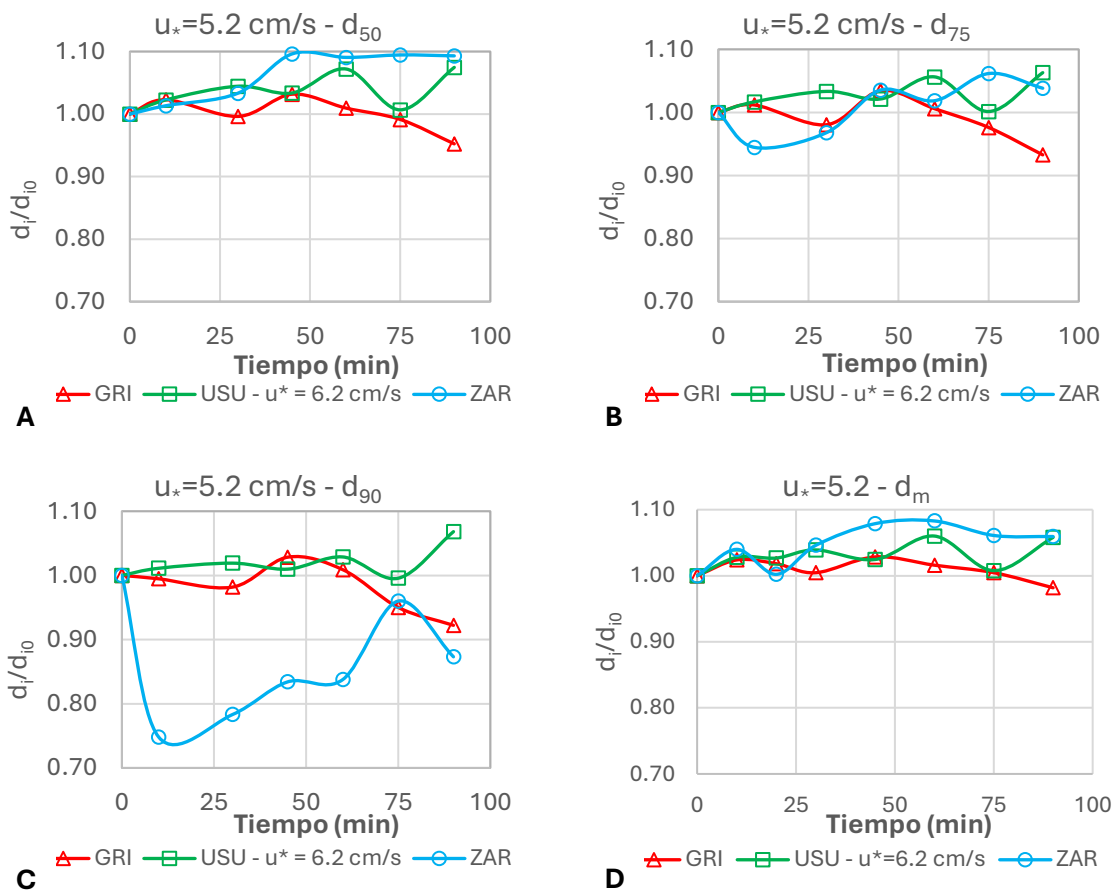 A
u*=5.2 cm/s - d50
1.10
1.00
0.90
0.80
0.70
di/di0
0 25 50 75 100
Tiempo (min)
GRI USU - u* = 6.2 cm/s ZAR
B
u*=5.2 cm/s - d75
1.10
1.00
0.90
0.80
0.70
di/di0
0 25 50 75 100
Tiempo (min)
GRI USU - u* = 6.2 cm/s ZAR
A
B
u*=5.2 cm/s - d90
1.10
1.00
0.90
0.80
0.70
di/di0
0 25 50 75 100
Tiempo (min)
GRI USU - u* = 6.2 cm/s ZAR
C
u*=5.2 - dm
1.10
1.00
0.90
0.80
0.70
di/di0
0 25 50 75 100
Tiempo (min)
GRI USU - u*=6.2 cm/s ZAR
D